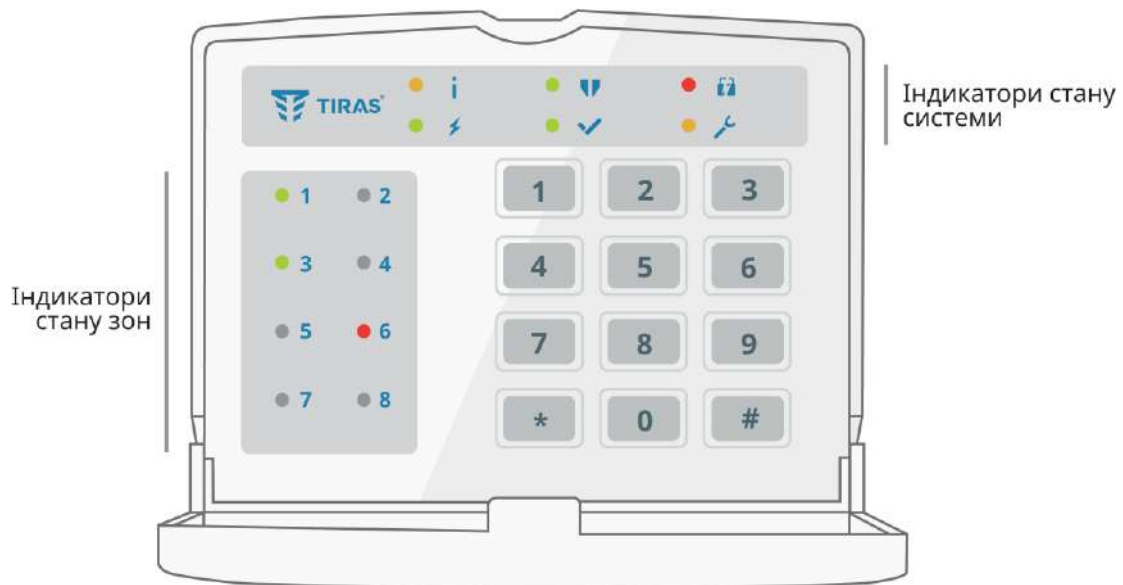 TIRAS®
i
Індикатори стану
системи
1 2
3 4
5 6
7 8
Індикатори
стану зон
1 2 3
4 5 6
7 8 9
* 0 #